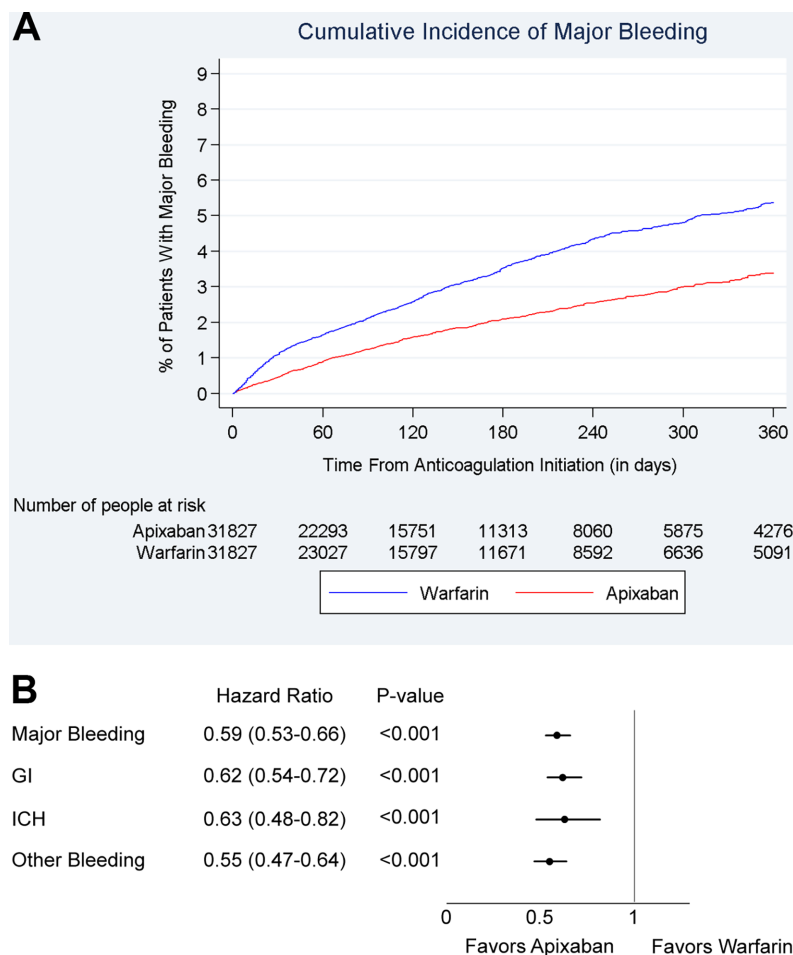 A
Cumulative Incidence of Major Bleeding
% of Patients With Major Bleeding
9
8
7
6
5
4
3
2
1
0
0 60 120 180 240 300 360
Time From Anticoagulation Initiation (in days)
Number of people at risk
Apixaban 31827 22293 15751 11313 8060 5875 4276
Warfarin 31827 23027 15797 11671 8592 6636 5091
Warfarin Apixaban
B
Hazard Ratio P-value
Major Bleeding 0.59 (0.53-0.66) <0.001
GI 0.62 (0.54-0.72) <0.001
ICH 0.63 (0.48-0.82) <0.001
Other Bleeding 0.55 (0.47-0.64) <0.001
0 0.5 1
Favors Apixaban Favors Warfarin